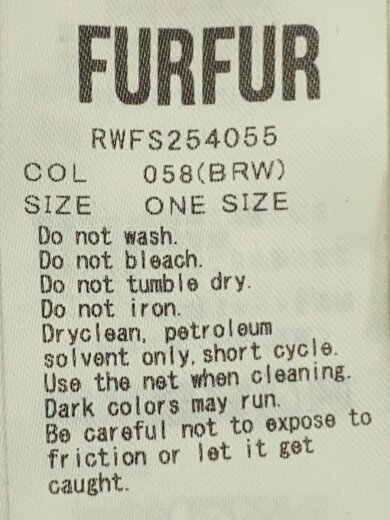 FURFUR
RWFS254055
COL 058(BRW)
SIZE ONE SIZE
Do not wash.
Do not bleach.
Do not tumble dry.
Do not iron.
Dryclean, petroleum
solvent only, short cycle.
Use the net when cleaning.
Dark colors may run.
Be careful not to expose to
friction or let it get
caught.